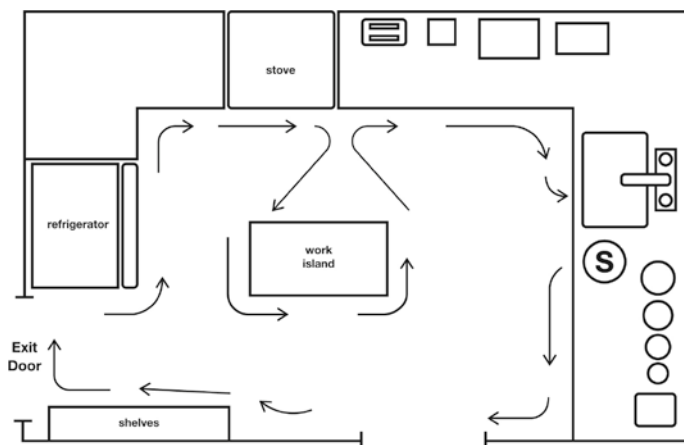 stove
refrigerator
work
island
S
Exit
Door
shelves